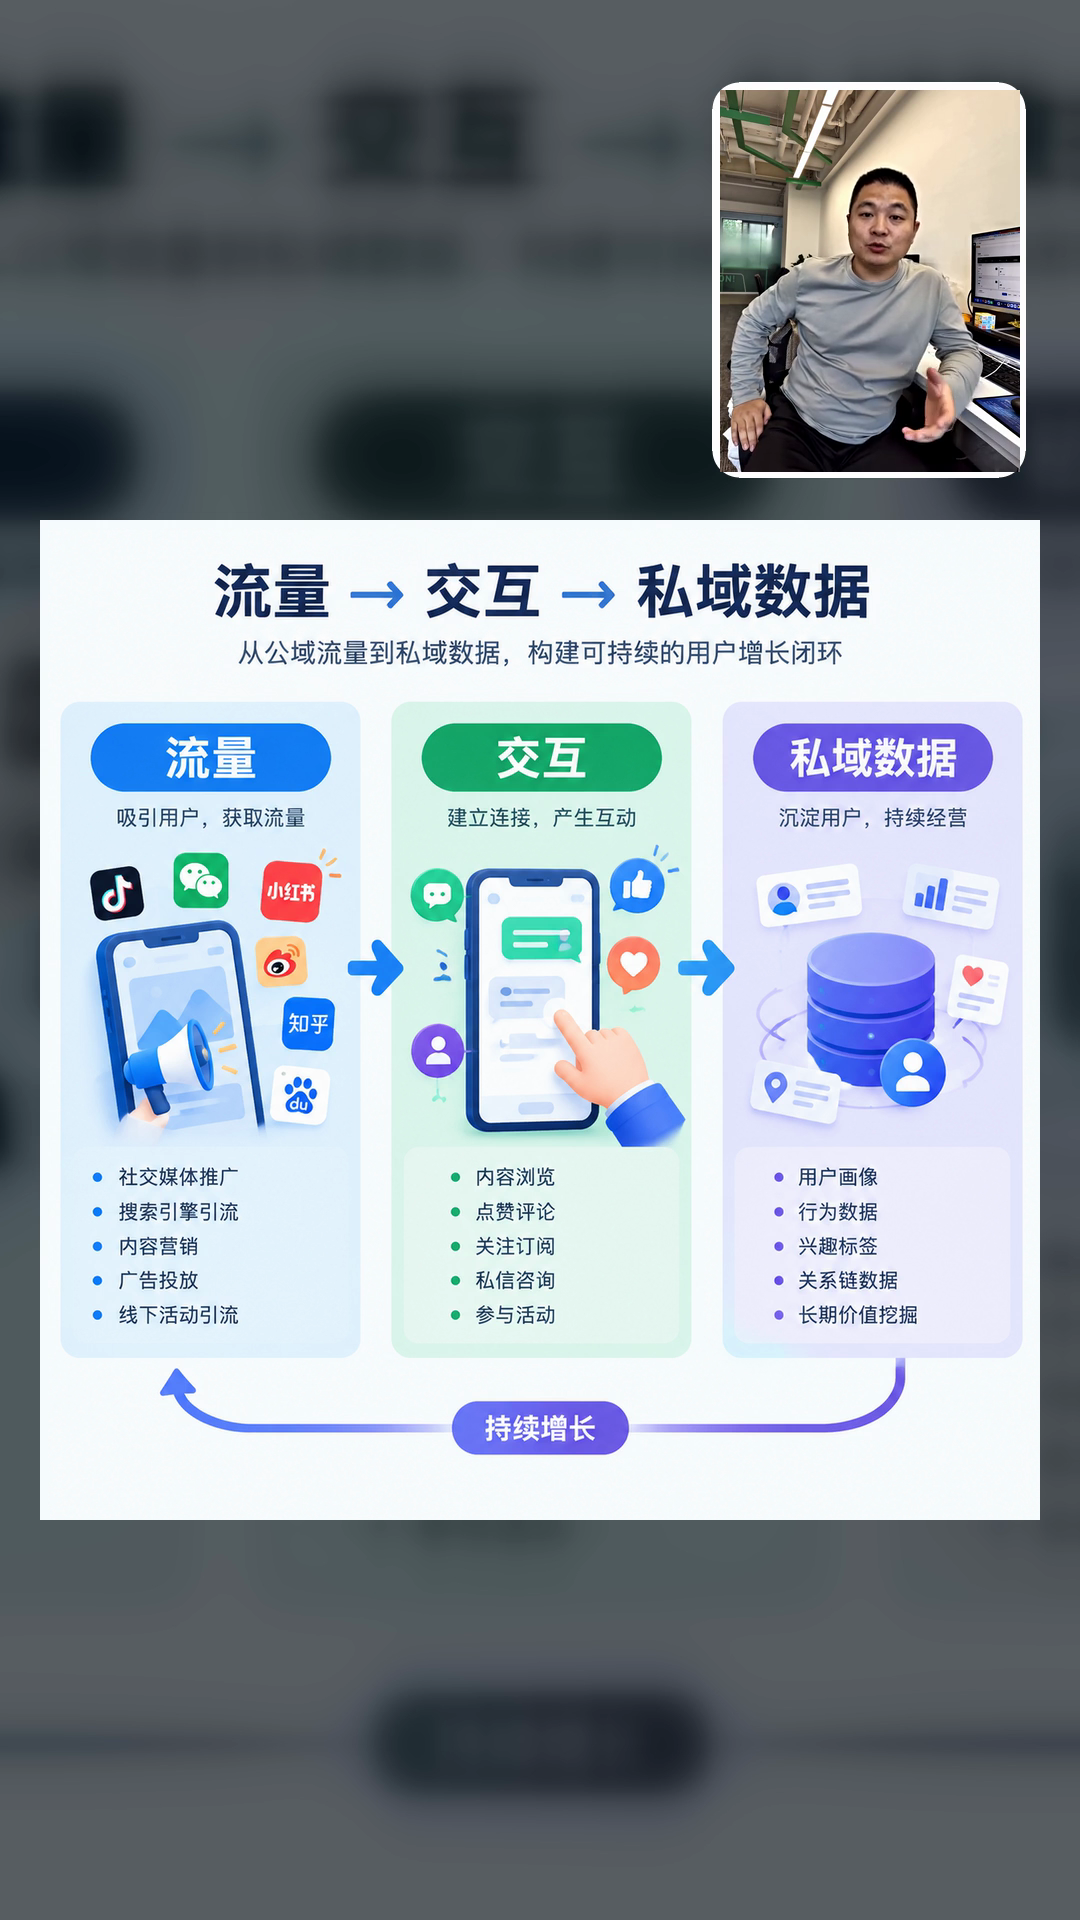 流量 → 交互 → 私域数据
从公域流量到私域数据，构建可持续的用户增长闭环
流量
吸引用户，获取流量
小红书
知乎
du
社交媒体推广
搜索引擎引流
内容营销
广告投放
线下活动引流
交互
建立连接，产生互动
内容浏览
点赞评论
关注订阅
私信咨询
参与活动
私域数据
沉淀用户，持续经营
用户画像
行为数据
兴趣标签
关系链数据
长期价值挖掘
持续增长